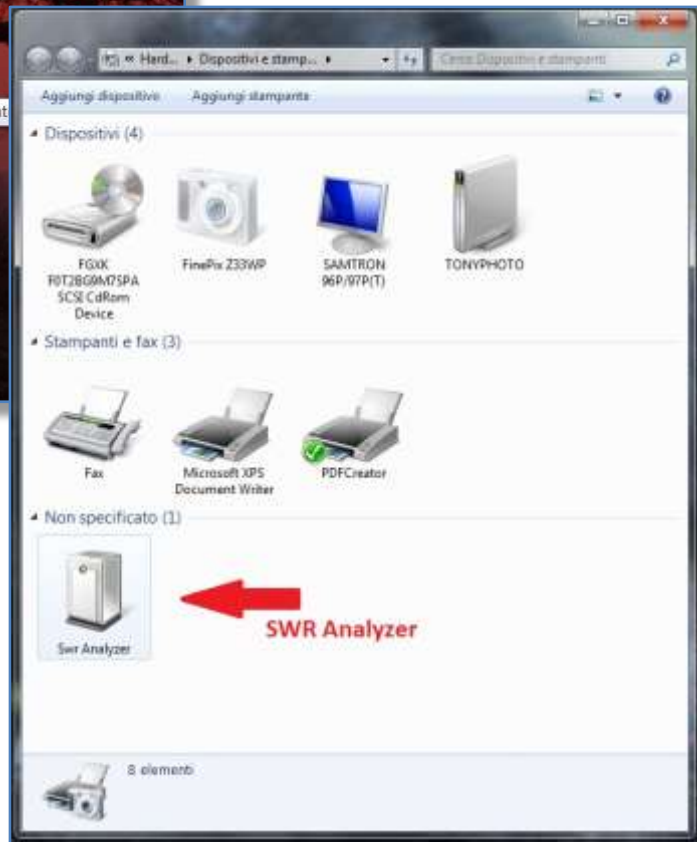 « Hard... ▸ Dispositivi e stamp... ▸
Cerca Dispositivi e stampanti
Aggiungi dispositivo Aggiungi stampante
Dispositivi (4)
FGXK
F0T2BG9M7SPA
SCSI CdRom
Device
FinePix Z33WP
SAMTRON
96P/97P(T)
TONYPHOTO
Stampanti e fax (3)
Fax
Microsoft XPS
Document Writer
PDFCreator
Non specificato (1)
Swr Analyzer
SWR Analyzer
8 elementi